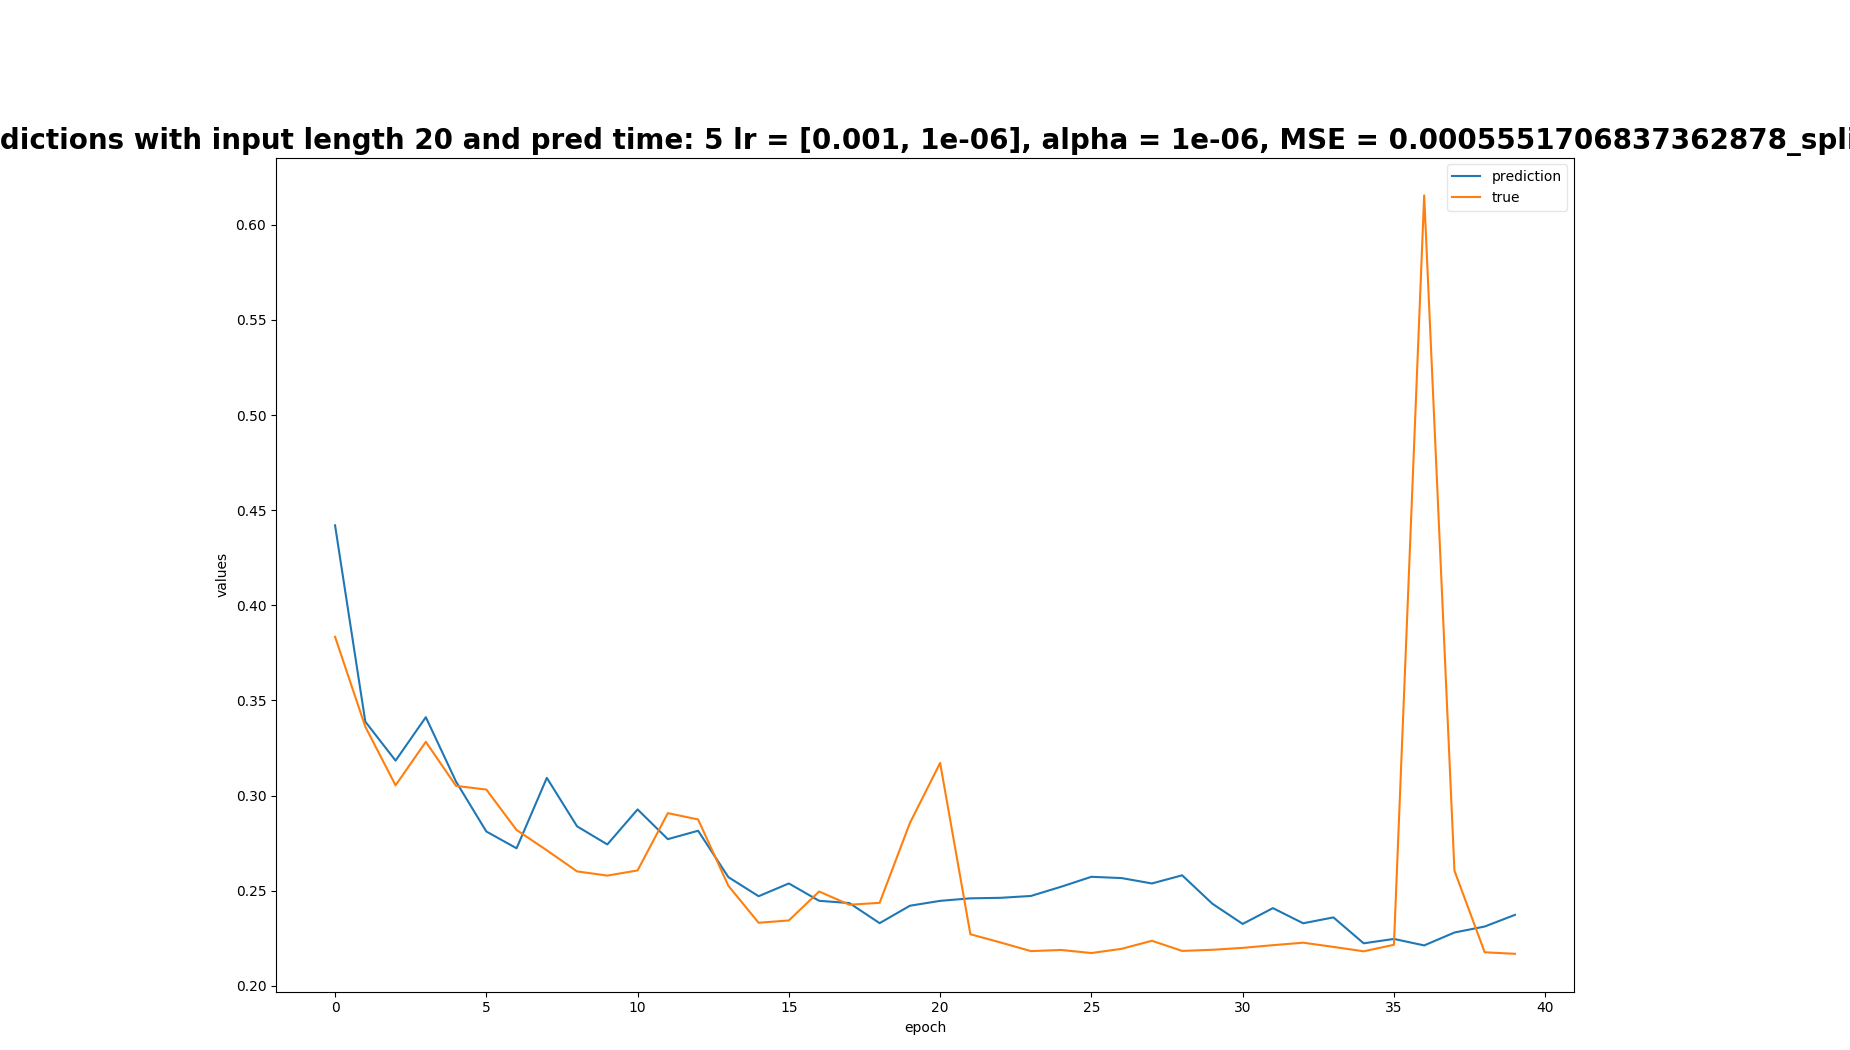 dictions with input length 20 and pred time: 5 lr = [0.001, 1e-06], alpha = 1e-06, MSE = 0.0005551706837362878_spli
prediction
true
0.60
0.55
0.50
0.45
0.40
0.35
0.30
0.25
0.20
values
0 5 10 15 20 25 30 35 40
epoch